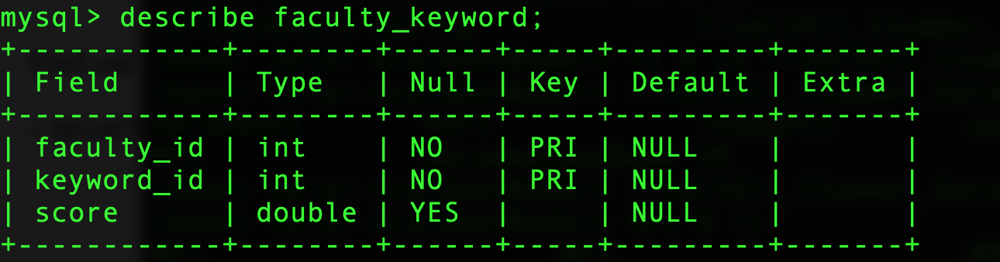 mysql> describe faculty_keyword;
+------------+--------+------+-----+---------+-------+
| Field      | Type   | Null | Key | Default | Extra |
+------------+--------+------+-----+---------+-------+
| faculty_id | int    | NO   | PRI | NULL    |       |
| keyword_id | int    | NO   | PRI | NULL    |       |
| score      | double | YES  |     | NULL    |       |
+------------+--------+------+-----+---------+-------+